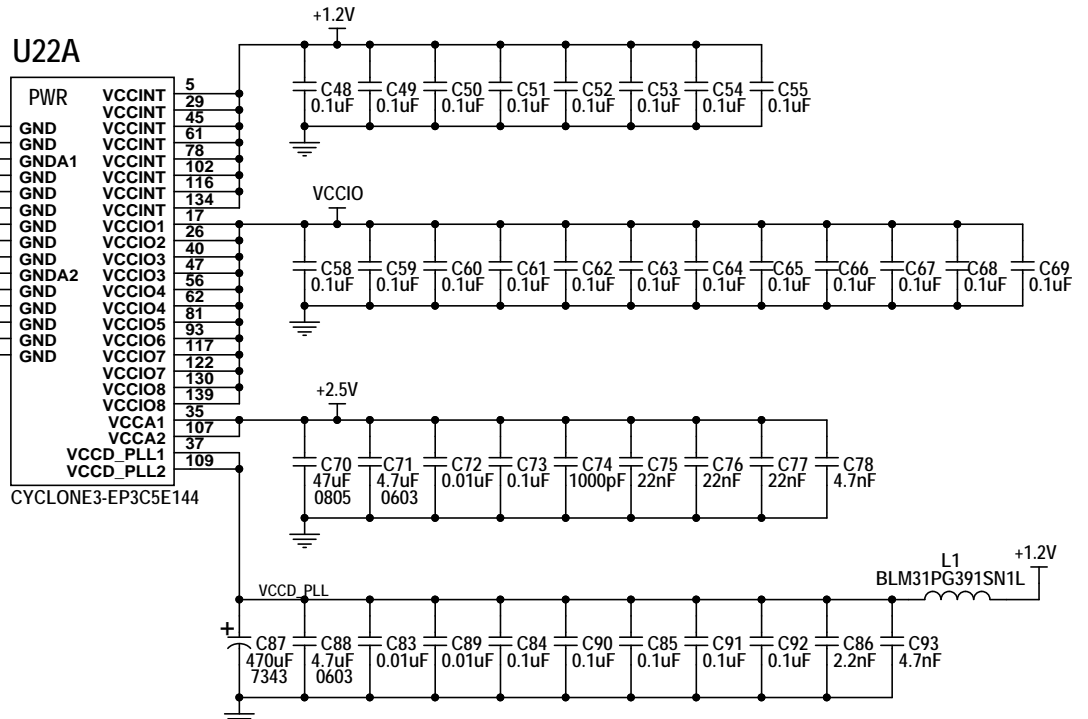 +1.2V
U22A
PWR
GND
GND
GNDA1
GND
GND
GND
GND
GND
GND
GNDA2
GND
GND
GND
GND
GND
VCCINT 5
VCCINT 29
VCCINT 45
VCCINT 61
VCCINT 78
VCCINT 102
VCCINT 116
VCCINT 134
VCCIO1 17
VCCIO2 26
VCCIO3 40
VCCIO3 47
VCCIO4 56
VCCIO4 62
VCCIO5 81
VCCIO6 93
VCCIO7 117
VCCIO7 122
VCCIO8 130
VCCIO8 139
VCCA1 35
VCCA2 107
VCCD_PLL1 37
VCCD_PLL2 109
CYCLONE3-EP3C5E144
C48 C49 C50 C51 C52 C53 C54 C55
0.1uF 0.1uF 0.1uF 0.1uF 0.1uF 0.1uF 0.1uF 0.1uF
VCCIO
C58 C59 C60 C61 C62 C63 C64 C65 C66 C67 C68 C69
0.1uF 0.1uF 0.1uF 0.1uF 0.1uF 0.1uF 0.1uF 0.1uF 0.1uF 0.1uF 0.1uF 0.1uF
+2.5V
C70 C71 C72 C73 C74 C75 C76 C77 C78
47uF 4.7uF 0.01uF 0.1uF 1000pF 22nF 22nF 22nF 4.7nF
0805 0603
L1 +1.2V
BLM31PG391SN1L
VCCD_PLL
+
C87 C88 C83 C89 C84 C90 C85 C91 C92 C86 C93
470uF 4.7uF 0.01uF 0.01uF 0.1uF 0.1uF 0.1uF 0.1uF 0.1uF 2.2nF 4.7nF
7343 0603